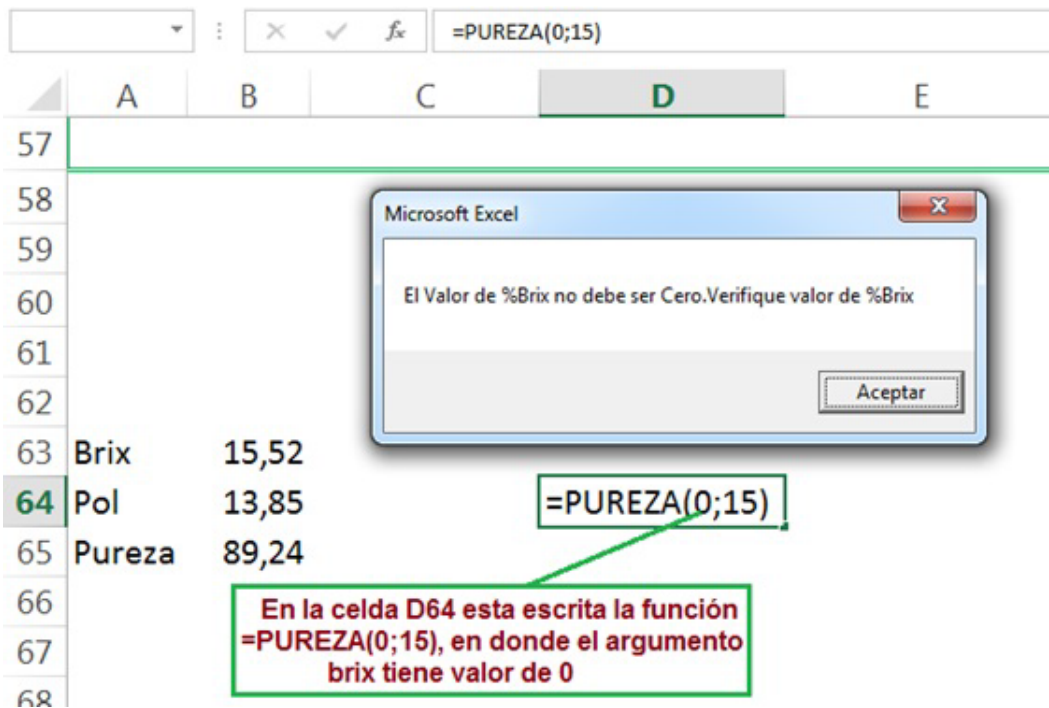 fx =PUREZA(0;15)
A B C D E
57
58
Microsoft Excel
59
El Valor de %Brix no debe ser Cero.Verifique valor de %Brix
60
61
Aceptar
62
63 Brix 15,52
64 Pol 13,85 =PUREZA(0;15)
65 Pureza 89,24
66
En la celda D64 esta escrita la función
=PUREZA(0;15), en donde el argumento
67
brix tiene valor de 0
68